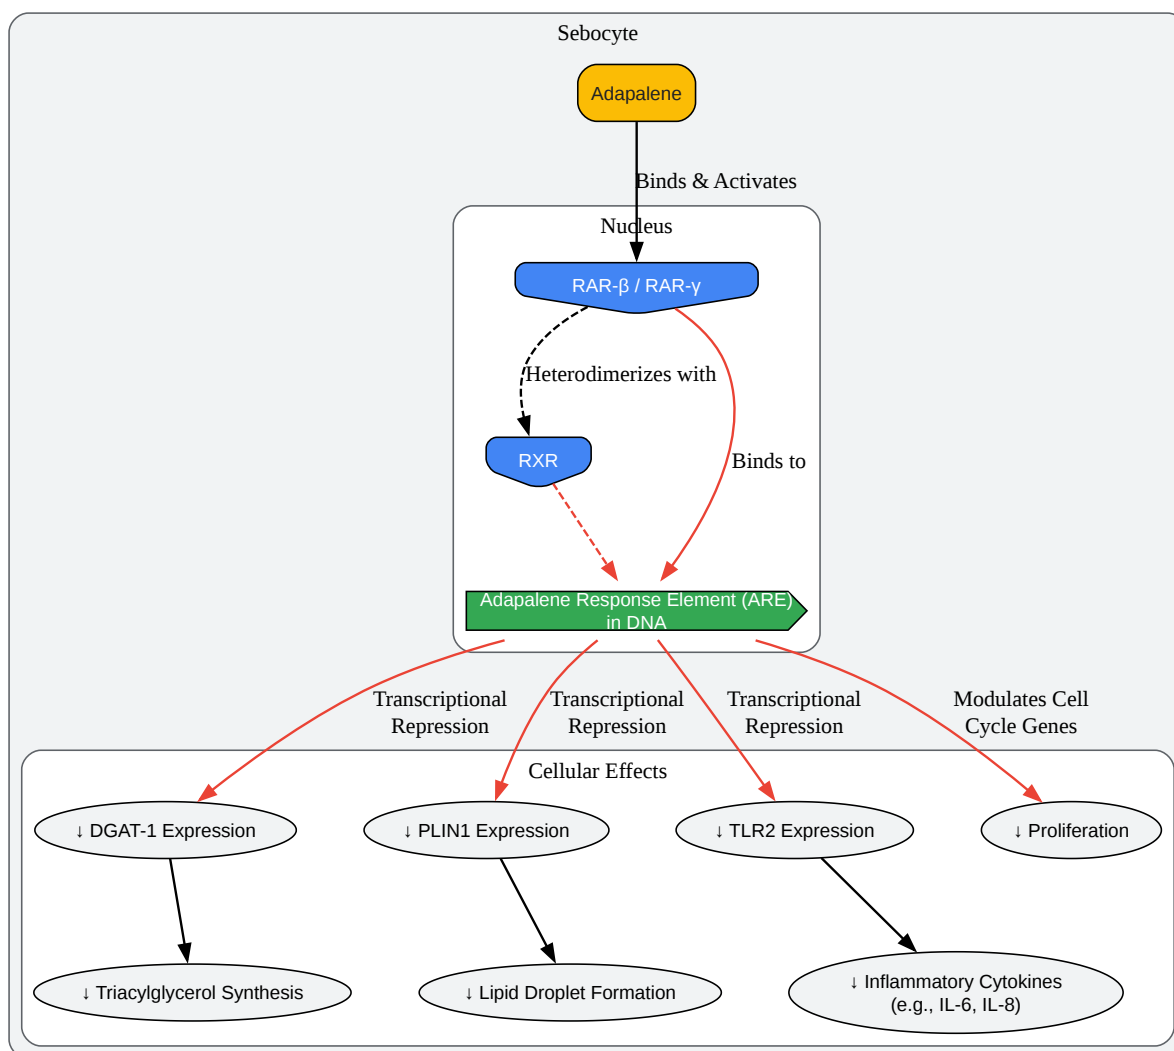 Sebocyte
Adapalene
Binds & Activates
Nucleus
RAR-β / RAR-γ
Heterodimerizes with
RXR
Binds to
Adapalene Response Element (ARE)
in DNA
Transcriptional
Repression
Transcriptional
Repression
Transcriptional
Repression
Modulates Cell
Cycle Genes
Cellular Effects
↓ DGAT-1 Expression
↓ PLIN1 Expression
↓ TLR2 Expression
↓ Proliferation
↓ Triacylglycerol Synthesis
↓ Lipid Droplet Formation
↓ Inflammatory Cytokines
(e.g., IL-6, IL-8)